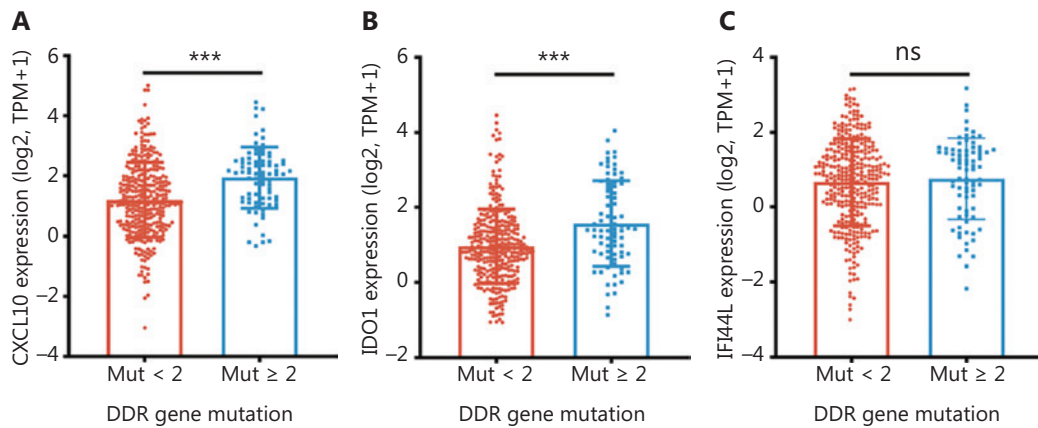 A
CXCL10 expression (log2, TPM+1)
6
4
2
0
−2
−4
***
Mut < 2
Mut ≥ 2
DDR gene mutation
B
IDO1 expression (log2, TPM+1)
6
4
2
0
−2
***
Mut < 2
Mut ≥ 2
DDR gene mutation
C
IFI44L expression (log2, TPM+1)
4
2
0
−2
−4
ns
Mut < 2
Mut ≥ 2
DDR gene mutation